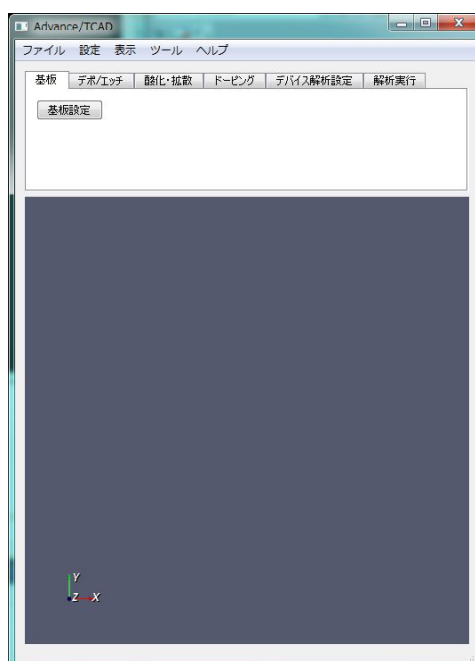 Advance/TCAD
ファイル 設定 表示 ツール ヘルプ
基板 デポ/エッチ 酸化・拡散 ドーピング デバイス解析設定 解析実行
基板設定
Y
Z X